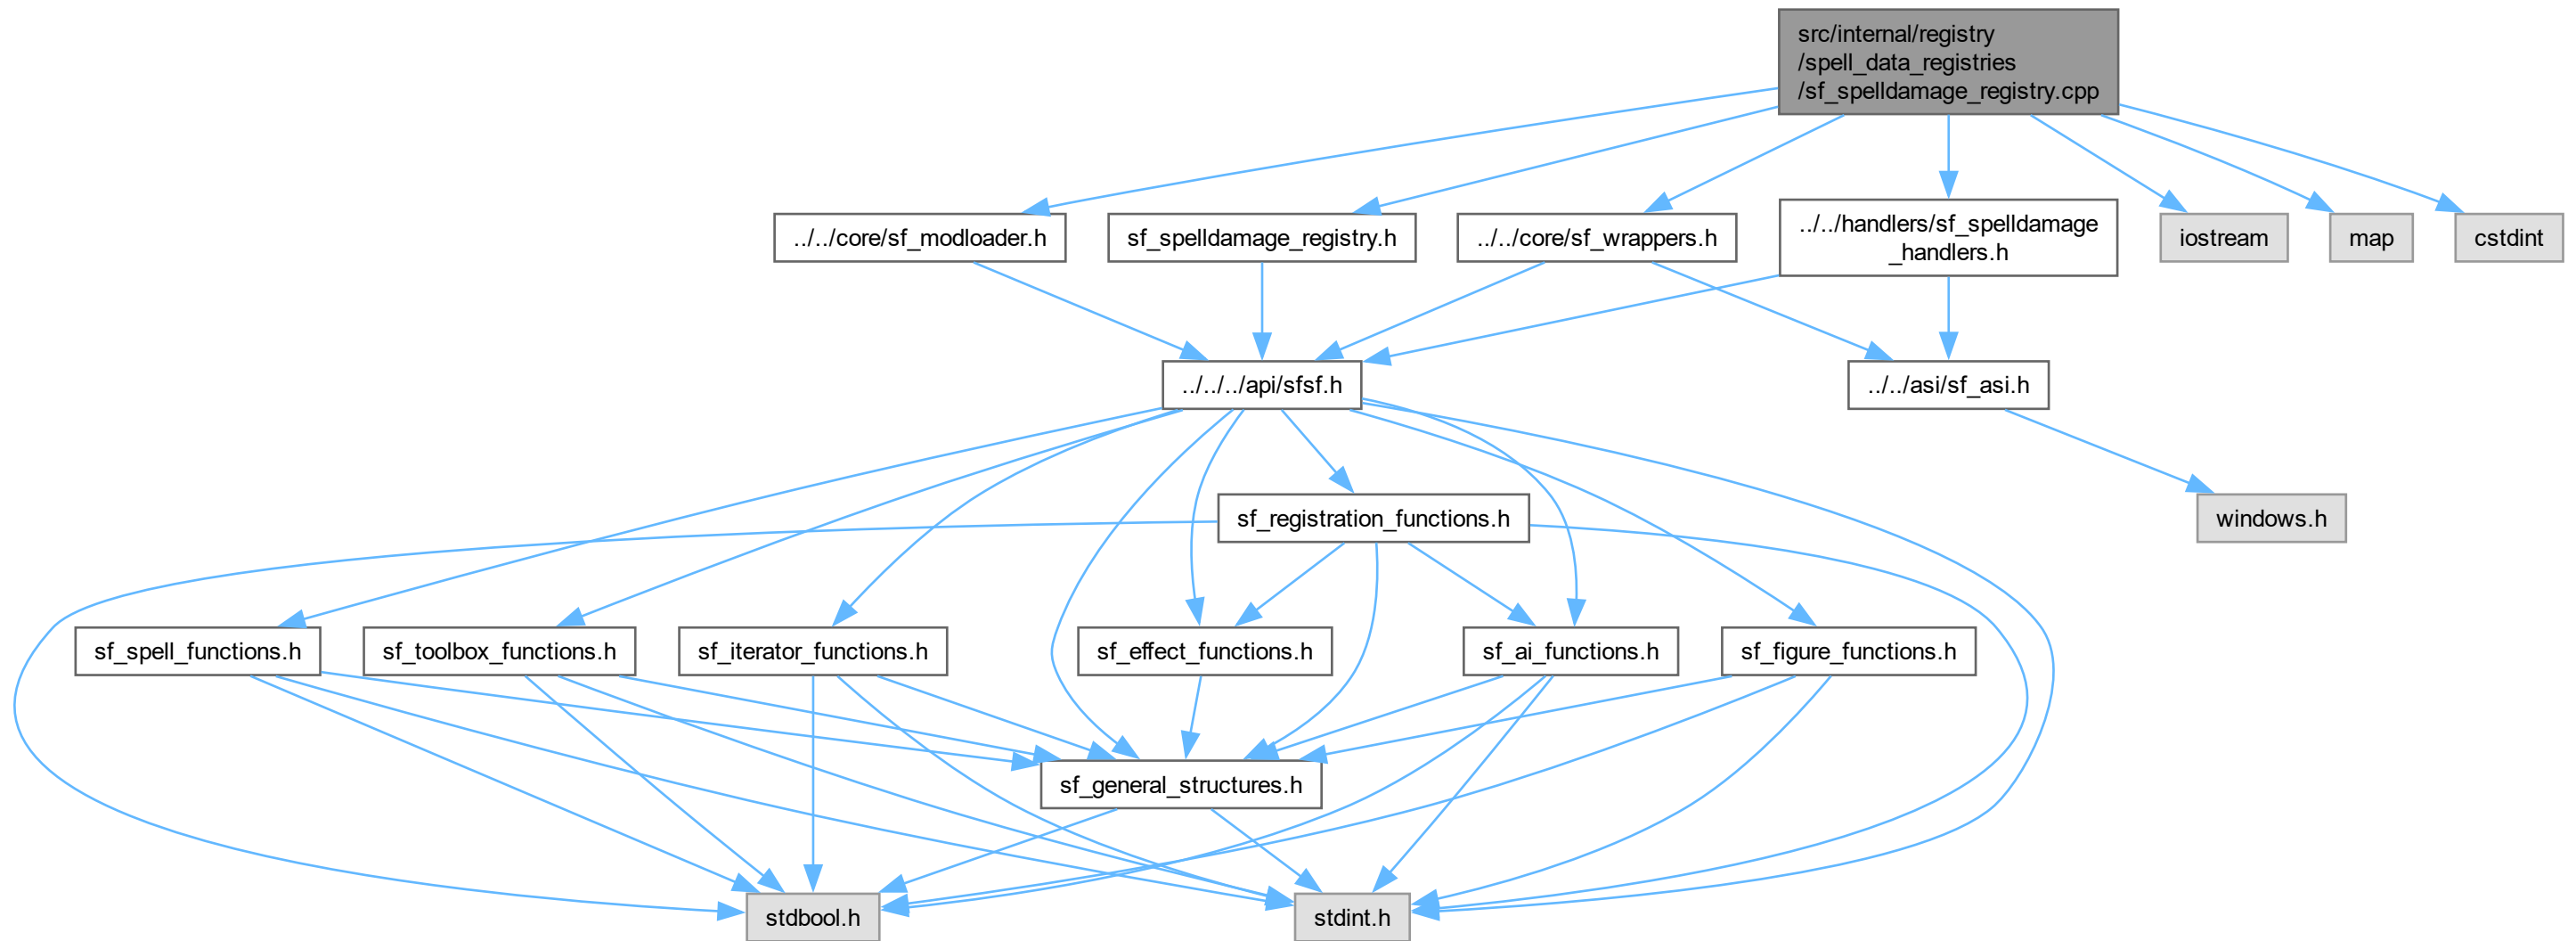 src/internal/registry
/spell_data_registries
/sf_spelldamage_registry.cpp
../../core/sf_modloader.h
sf_spelldamage_registry.h
../../core/sf_wrappers.h
../../handlers/sf_spelldamage
_handlers.h
iostream
map
cstdint
../../../api/sfsf.h
../../asi/sf_asi.h
sf_registration_functions.h
windows.h
sf_spell_functions.h
sf_toolbox_functions.h
sf_iterator_functions.h
sf_effect_functions.h
sf_ai_functions.h
sf_figure_functions.h
sf_general_structures.h
stdbool.h
stdint.h